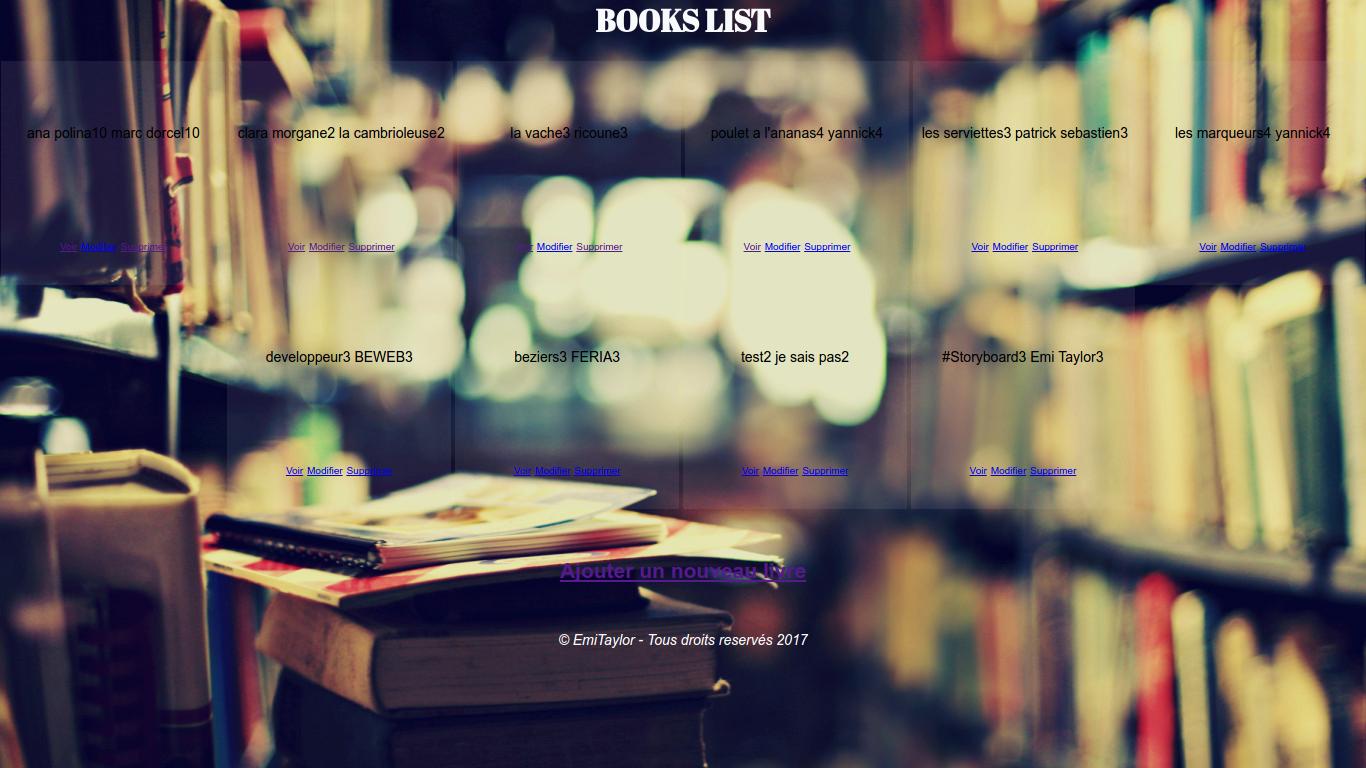 BOOKS LIST
ana polina10 marc dorcel10
clara morgane2 la cambrioleuse2
la vache3 ricoune3
poulet a l'ananas4 yannick4
les serviettes3 patrick sebastien3
les marqueurs4 yannick4
Voir Modifier Supprimer
Voir Modifier Supprimer
Voir Modifier Supprimer
Voir Modifier Supprimer
Voir Modifier Supprimer
Voir Modifier Supprimer
developpeur3 BEWEB3
beziers3 FERIA3
test2 je sais pas2
#Storyboard3 Emi Taylor3
Voir Modifier Supprimer
Voir Modifier Supprimer
Voir Modifier Supprimer
Voir Modifier Supprimer
Ajouter un nouveau livre
© EmiTaylor - Tous droits reservés 2017